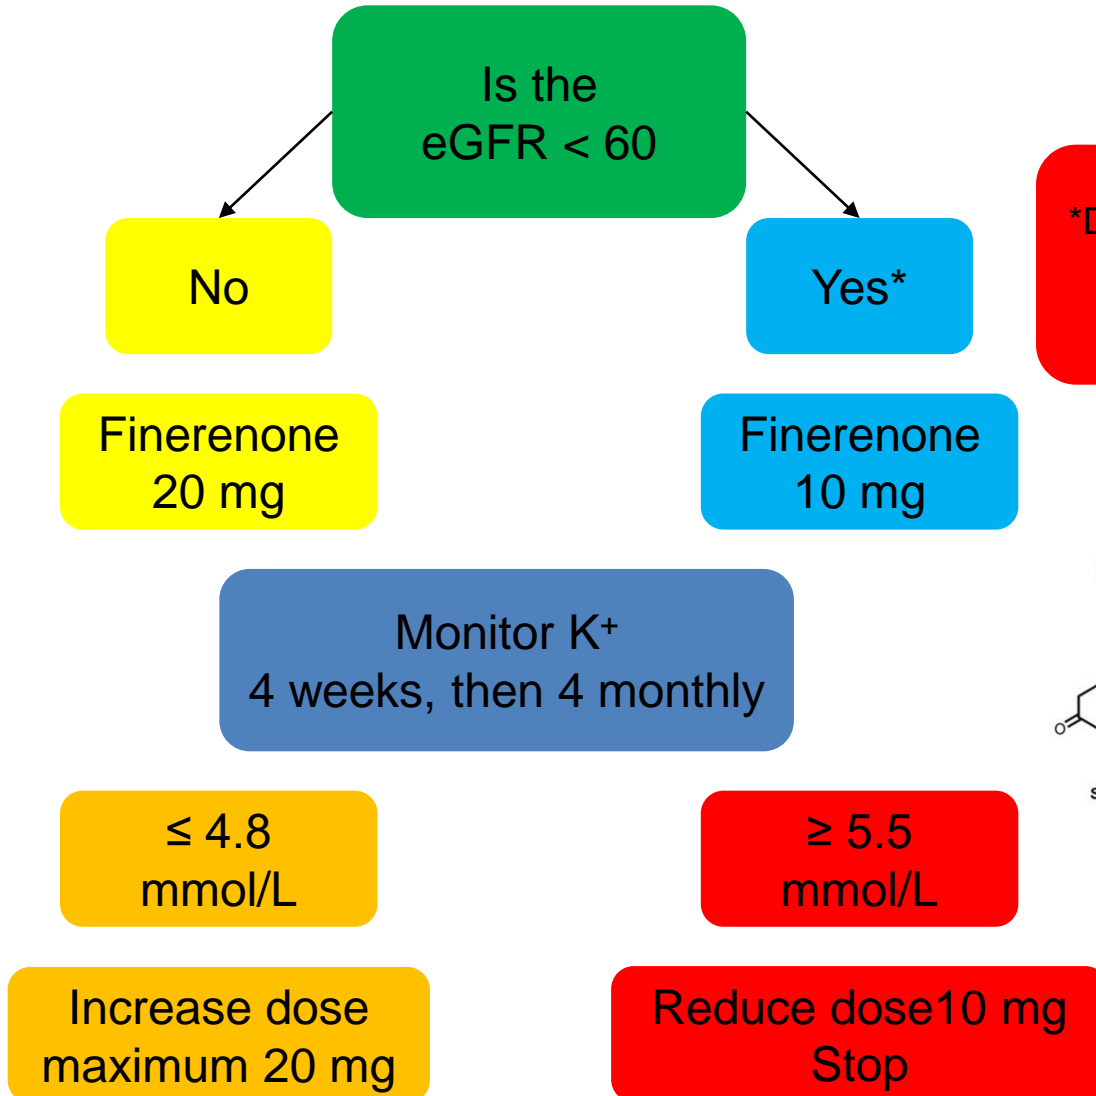 Is the
eGFR < 60
No
Yes*
*D
Finerenone
20 mg
Finerenone
10 mg
Monitor K⁺
4 weeks, then 4 monthly
O
s
≤ 4.8
mmol/L
≥ 5.5
mmol/L
Increase dose
maximum 20 mg
Reduce dose10 mg
Stop